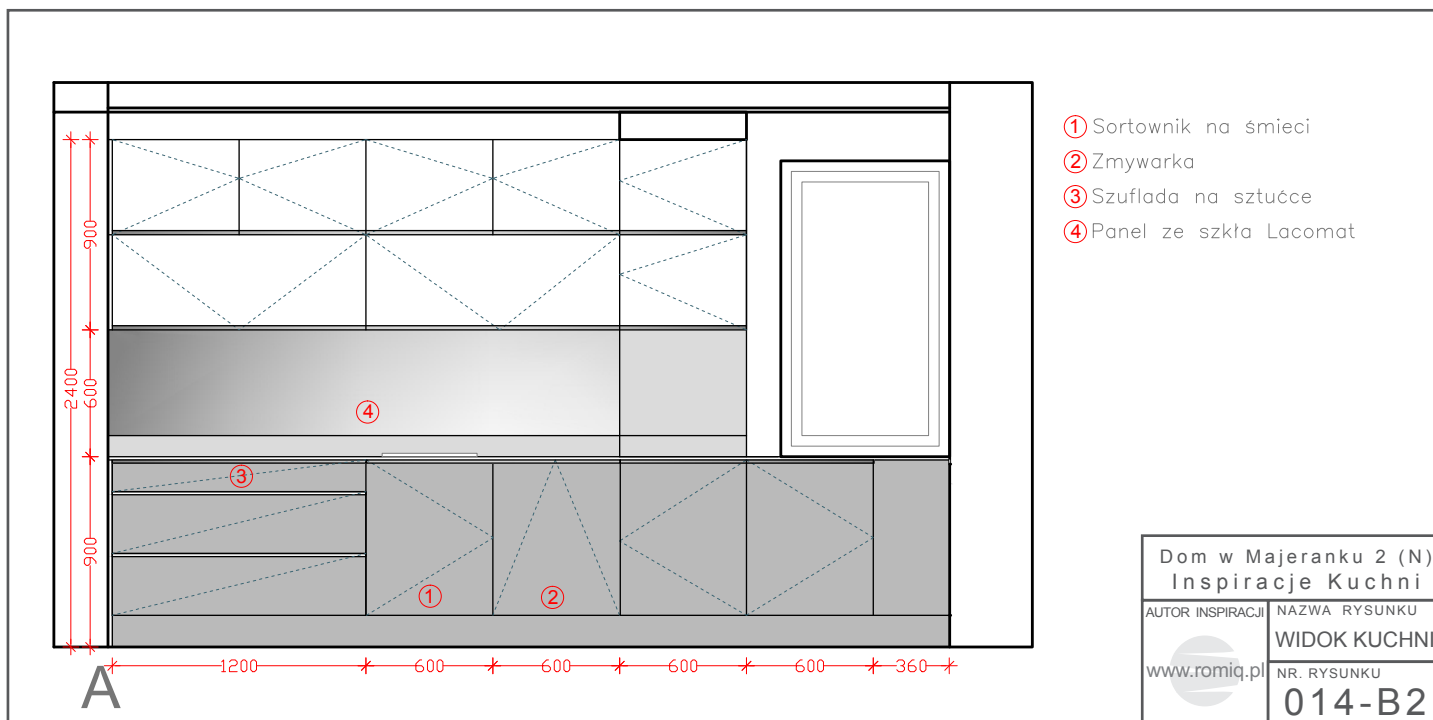 ① Sortownik na śmieci
② Zmywarka
③ Szuflada na sztućce
④ Panel ze szkła Lacomat
2400
900
600
900
4
3
1
2
1200
600
600
600
600
360
A
Dom w Majeranku 2 (N)
Inspiracje Kuchni
AUTOR INSPIRACJI
www.romiq.pl
NAZWA RYSUNKU
WIDOK KUCHNI
NR. RYSUNKU
014-B2